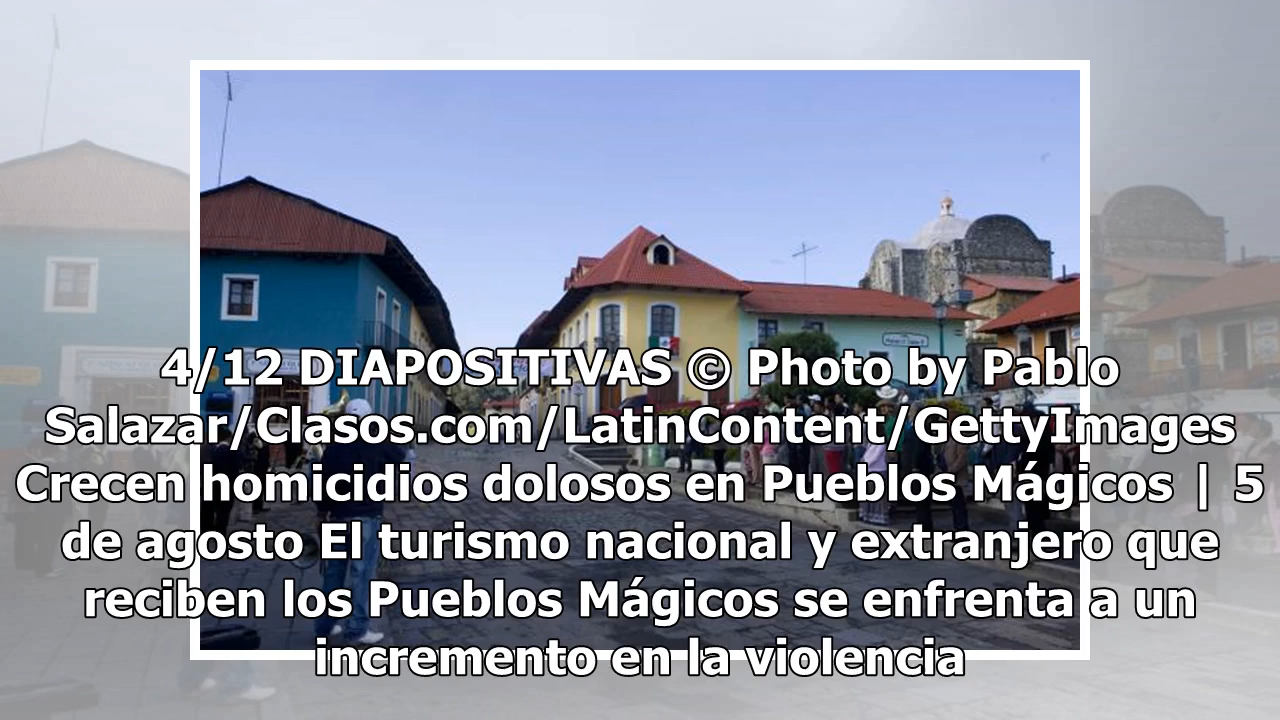 4/12 DIAPOSITIVAS © Photo by Pablo
Salazar/Clasos.com/LatinContent/GettyImages
Crecen homicidios dolosos en Pueblos Mágicos | 5
de agosto El turismo nacional y extranjero que
reciben los Pueblos Mágicos se enfrenta a un
incremento en la violencia